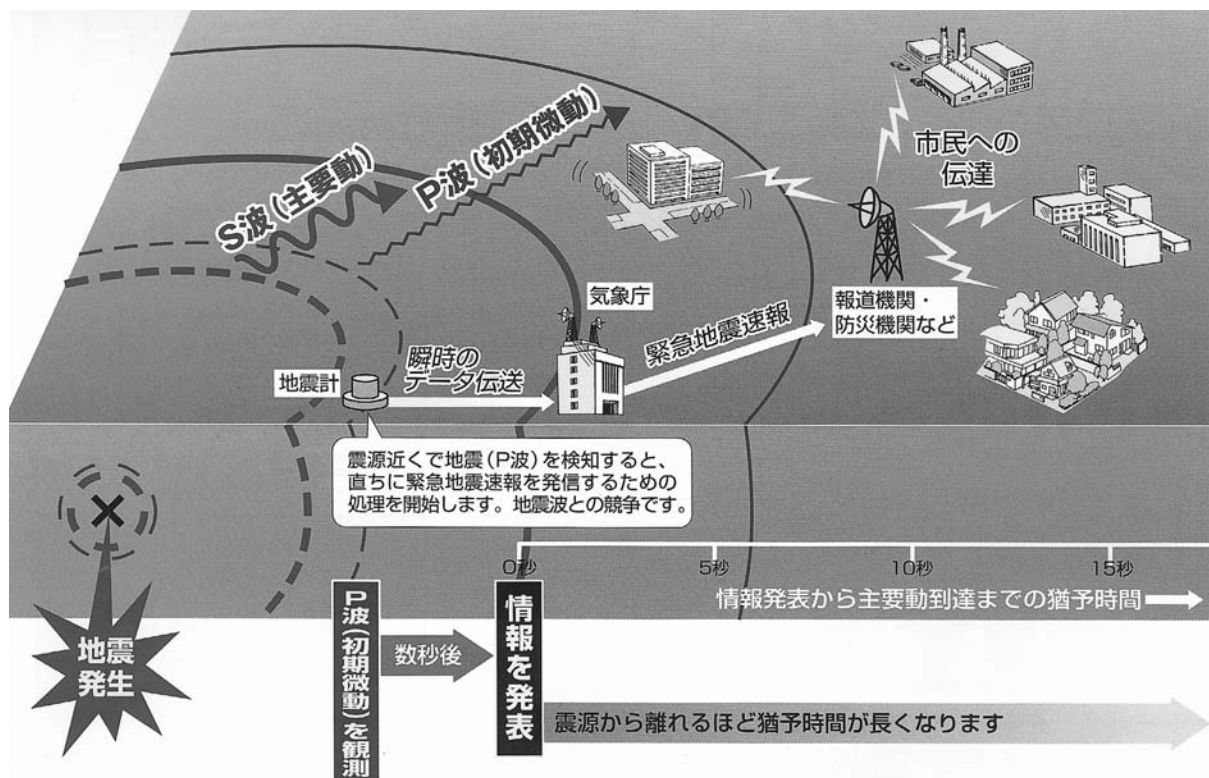 S波(主要動)
P波(初期微動)
市民への
伝達
気象庁
報道機関・
防災機関など
緊急地震速報
地震計
瞬時の
データ伝送
震源近くで地震(P波)を検知すると、
直ちに緊急地震速報を発信するための
処理を開始します。地震波との競争です。
0秒
5秒
10秒
15秒
情報発表から主要動到達までの猶予時間
地震
発生
P波(初期微動)を観測
数秒後
情報を発表
震源から離れるほど猶予時間が長くなります